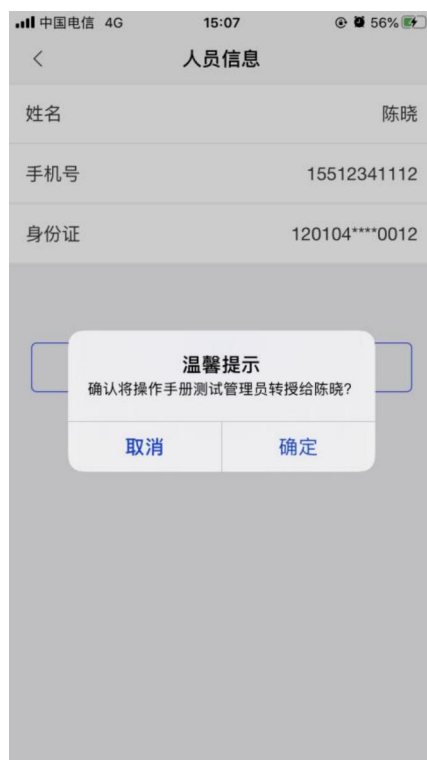 中国电信 4G 15:07 56%
人员信息
姓名 陈晓
手机号 15512341112
身份证 120104****0012
温馨提示
确认将操作手册测试管理员转授给陈晓?
取消 确定